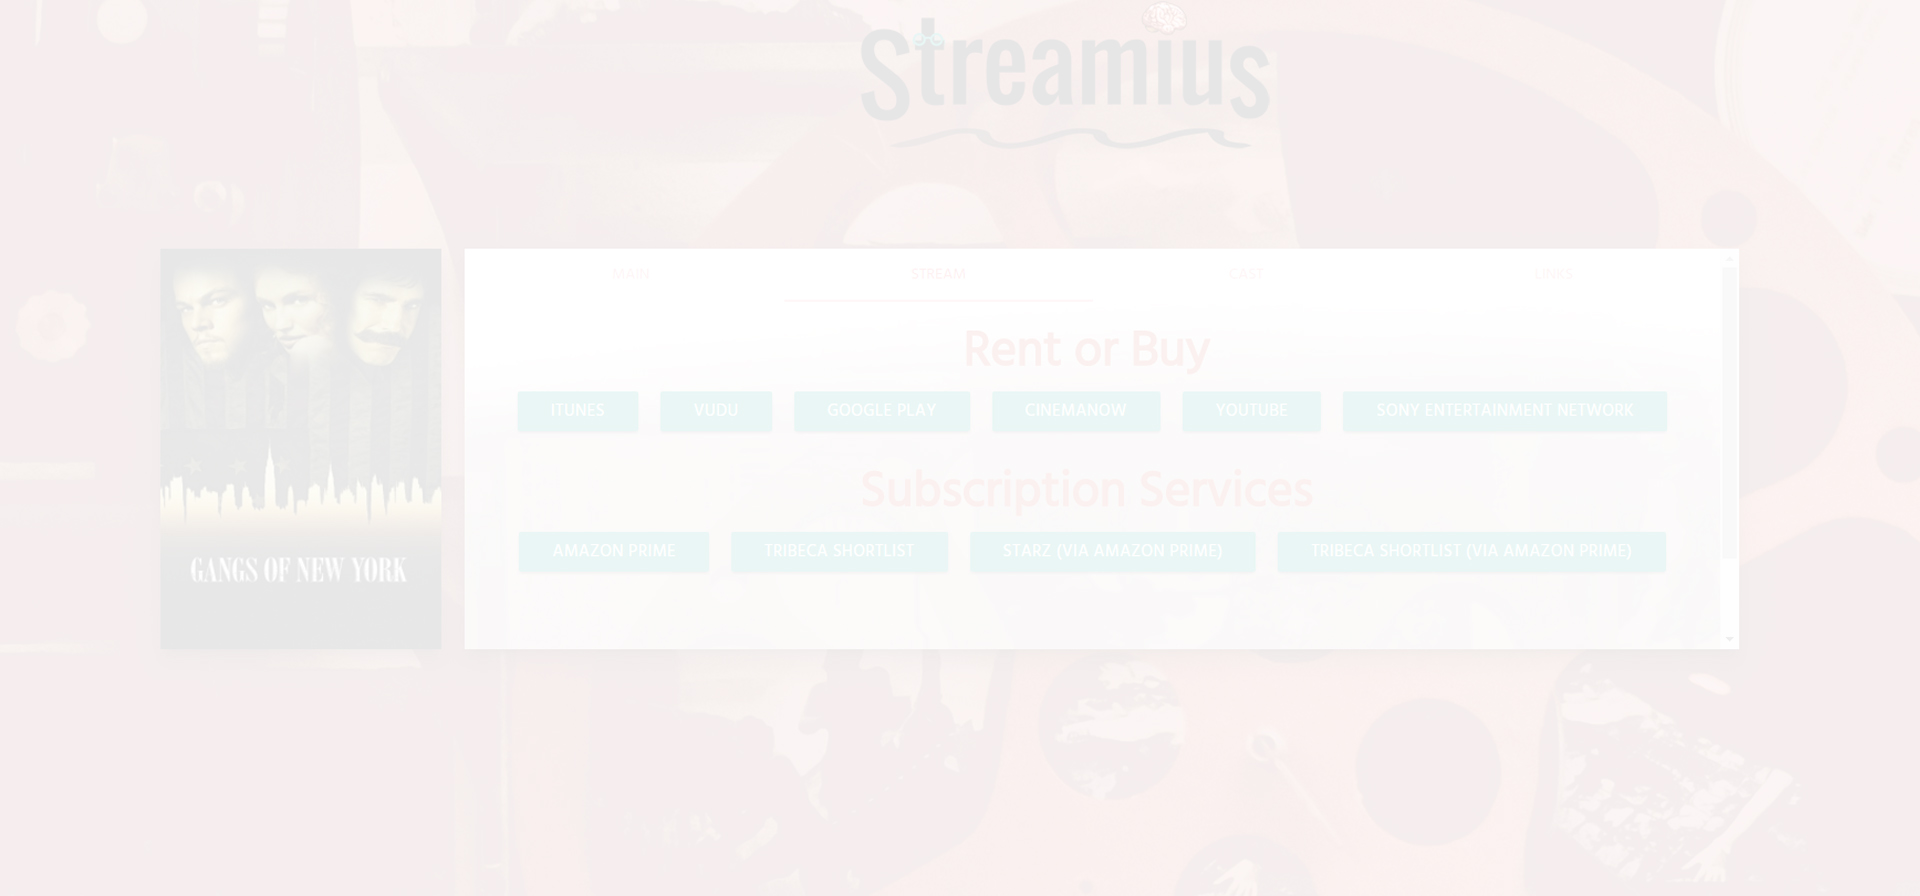 Streamius
MAIN STREAM CAST LINKS
Rent or Buy
ITUNES VUDU GOOGLE PLAY CINEMANOW YOUTUBE SONY ENTERTAINMENT NETWORK
Subscription Services
AMAZON PRIME TRIBECA SHORTLIST STARZ (VIA AMAZON PRIME) TRIBECA SHORTLIST (VIA AMAZON PRIME)
GANGS OF NEW YORK